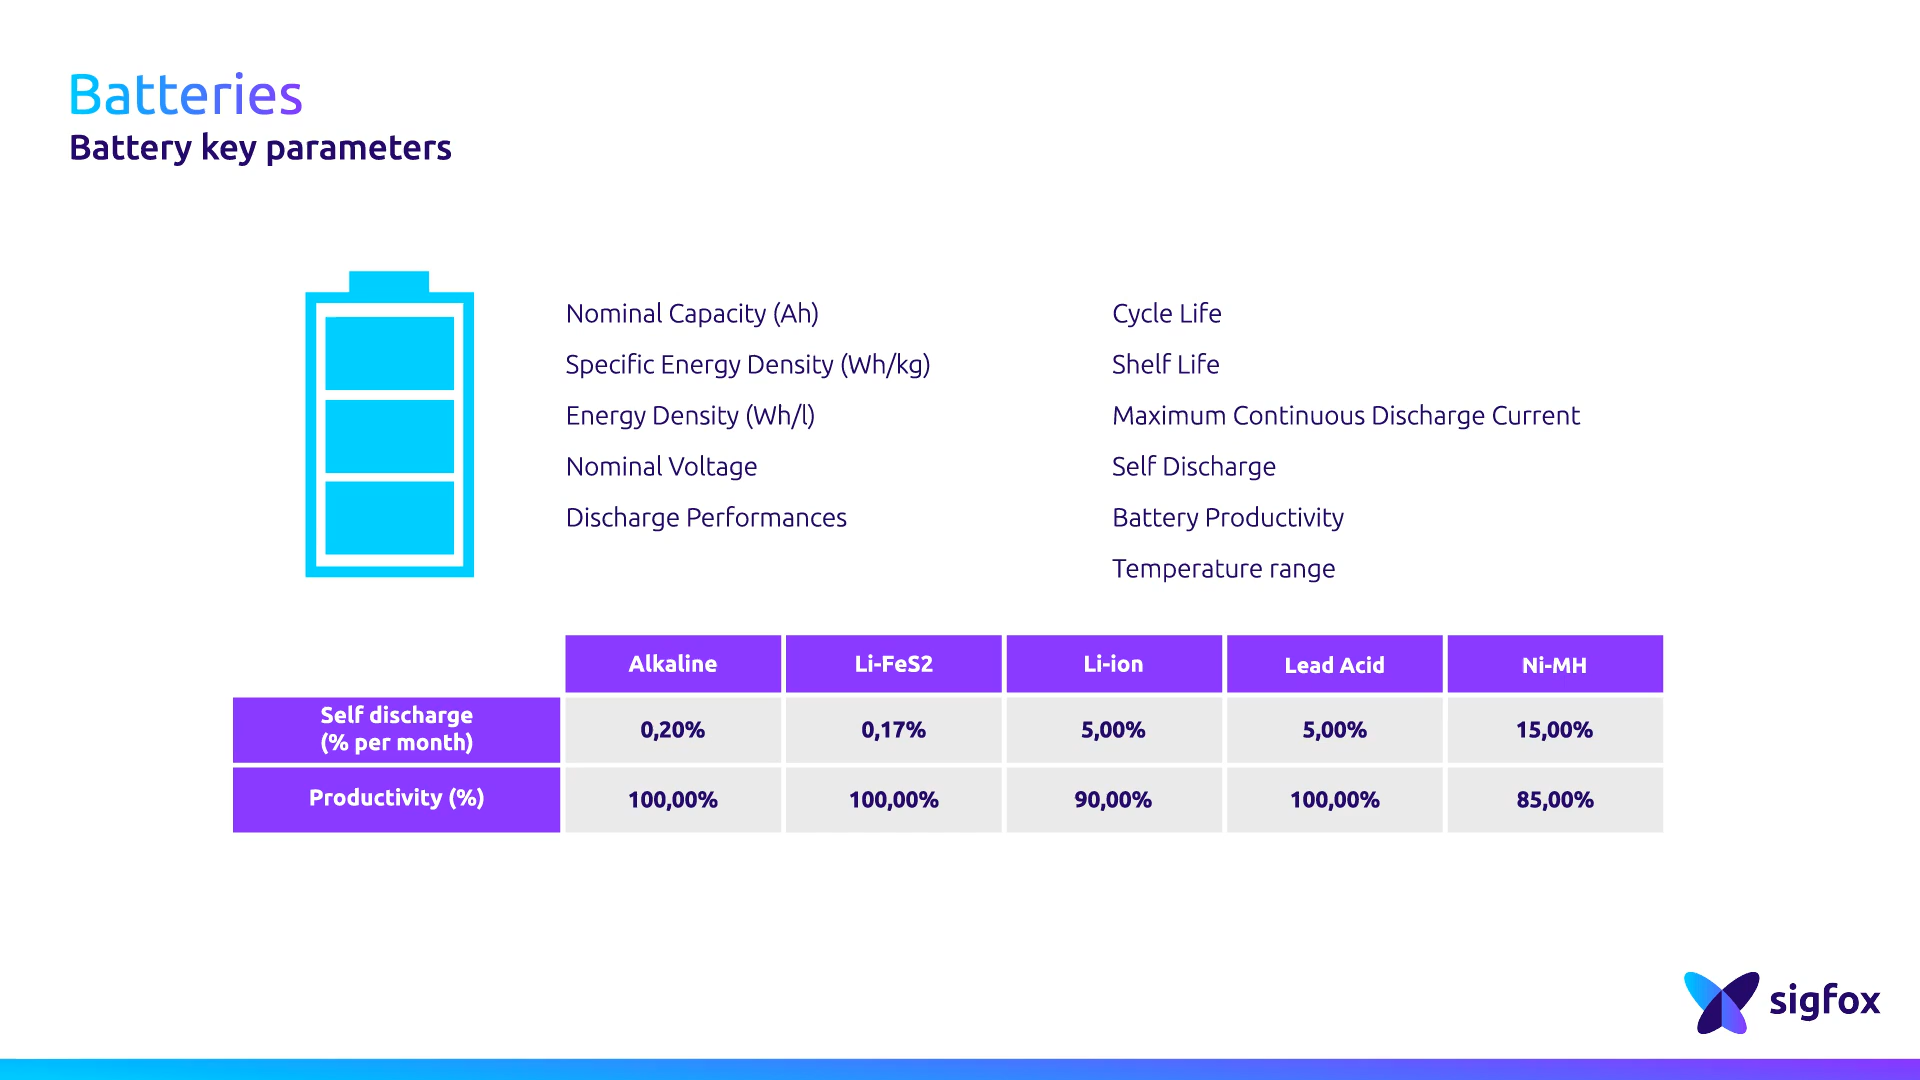 Batteries
Battery key parameters
Nominal Capacity (Ah)
Specific Energy Density (Wh/kg)
Energy Density (Wh/l)
Nominal Voltage
Discharge Performances
Cycle Life
Shelf Life
Maximum Continuous Discharge Current
Self Discharge
Battery Productivity
Temperature range
Alkaline Li-FeS2 Li-ion Lead Acid Ni-MH
Self discharge
(% per month) 0,20% 0,17% 5,00% 5,00% 15,00%
Productivity (%) 100,00% 100,00% 90,00% 100,00% 85,00%
sigfox